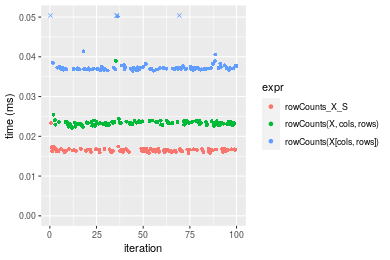 0.05
0.04
0.03
0.02
0.01
0.00
time (ms)
0
25
50
75
100
iteration
expr
rowCounts_X_S
rowCounts(X, cols, rows)
rowCounts(X[cols, rows])